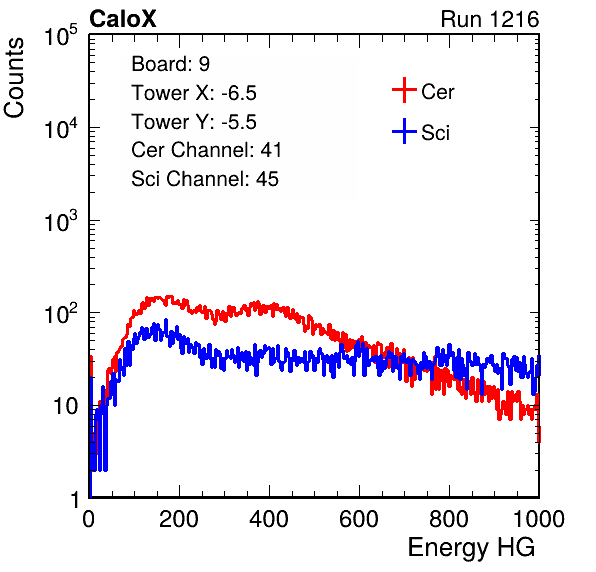 CaloX Run 1216
Counts
10^5
10^4
10^3
10^2
10
1
Board: 9
Tower X: -6.5
Tower Y: -5.5
Cer Channel: 41
Sci Channel: 45
Cer
Sci
0 200 400 600 800 1000
Energy HG